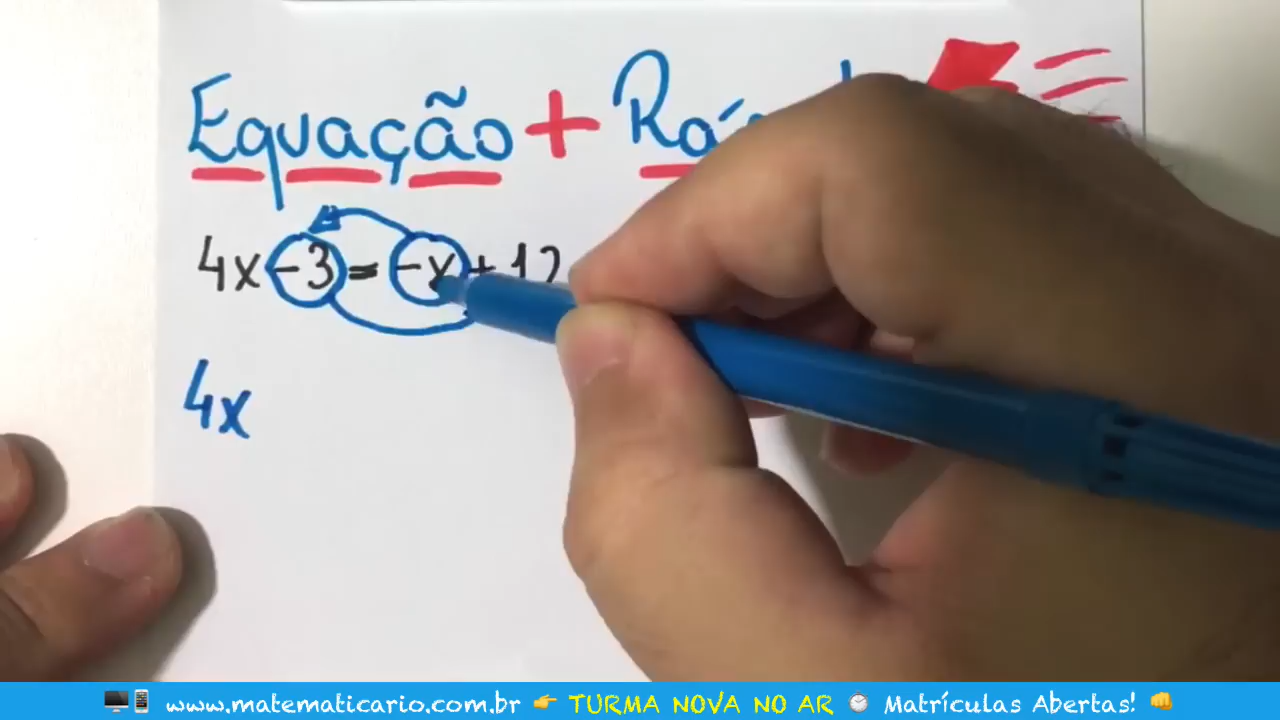 Equação +
4x - 3 = - x + 12
4x
www.matematicario.com.br 👉 TURMA NOVA NO AR ⏱ Matrículas Abertas! 👊